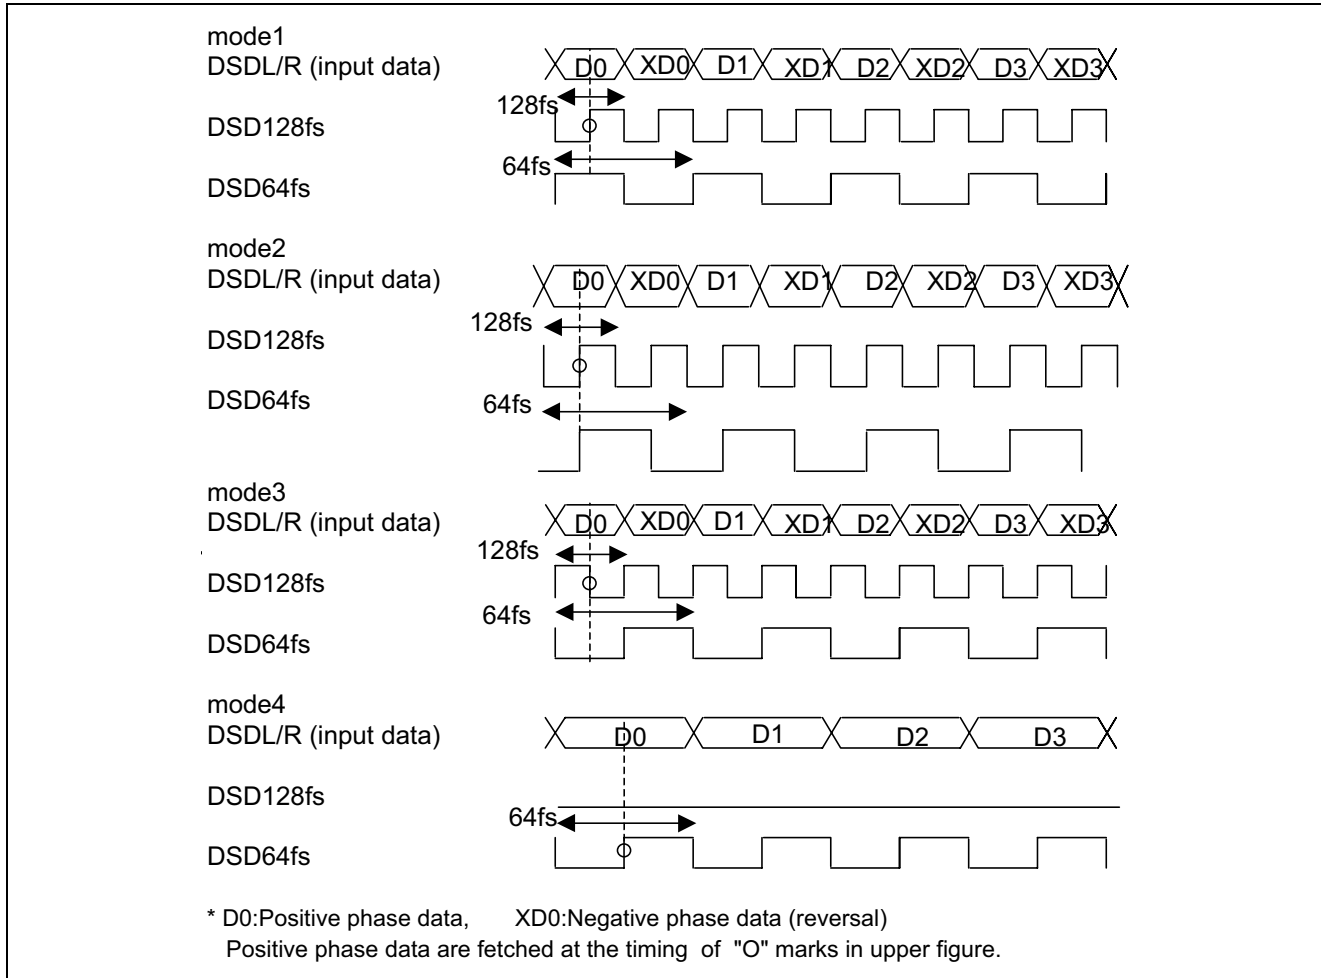 mode1
DSDL/R (input data)
D0 XD0 D1 XD1 D2 XD2 D3 XD3
128fs
DSD128fs
64fs
DSD64fs
mode2
DSDL/R (input data)
D0 XD0 D1 XD1 D2 XD2 D3 XD3
128fs
DSD128fs
DSD64fs
64fs
mode3
DSDL/R (input data)
D0 XD0 D1 XD1 D2 XD2 D3 XD3
128fs
DSD128fs
64fs
DSD64fs
mode4
DSDL/R (input data)
D0 D1 D2 D3
DSD128fs
64fs
DSD64fs
* D0:Positive phase data, XD0:Negative phase data (reversal)
Positive phase data are fetched at the timing of "O" marks in upper figure.